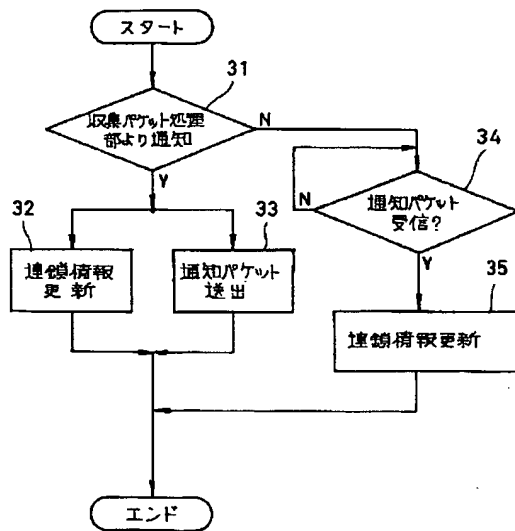 スタート
31
収集パケット処理
部より通知
N
Y
34
通知パケット
受信?
N
Y
32
連鎖情報
更新
33
通知パケット
送出
35
連鎖情報更新
エンド